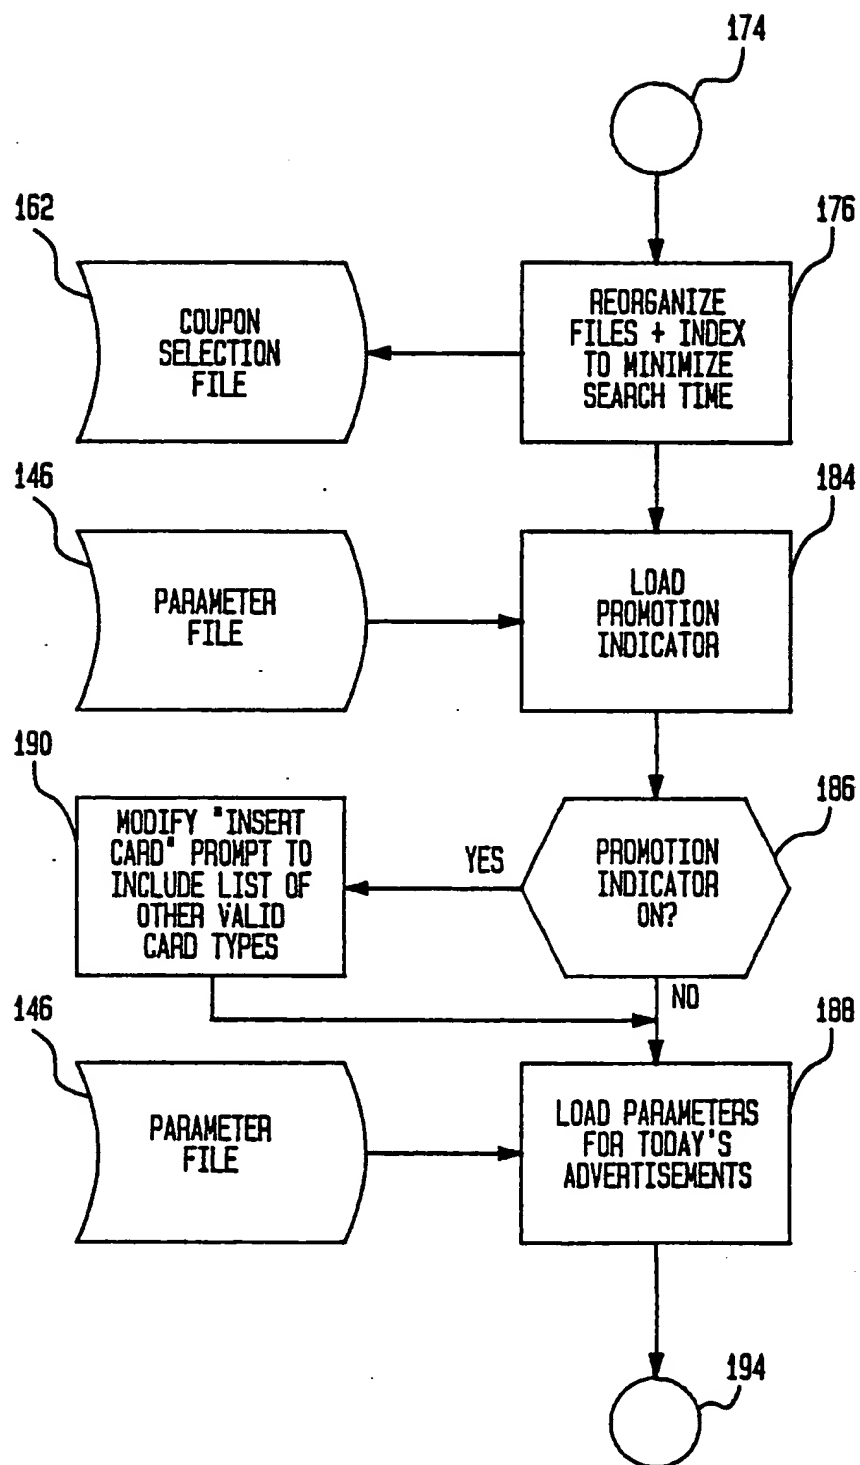 174
162
176
COUPON
SELECTION
FILE
REORGANIZE
FILES + INDEX
TO MINIMIZE
SEARCH TIME
146
184
PARAMETER
FILE
LOAD
PROMOTION
INDICATOR
190
186
MODIFY "INSERT
CARD" PROMPT TO
INCLUDE LIST OF
OTHER VALID
CARD TYPES
YES
PROMOTION
INDICATOR
ON?
NO
146
188
PARAMETER
FILE
LOAD PARAMETERS
FOR TODAY'S
ADVERTISEMENTS
194